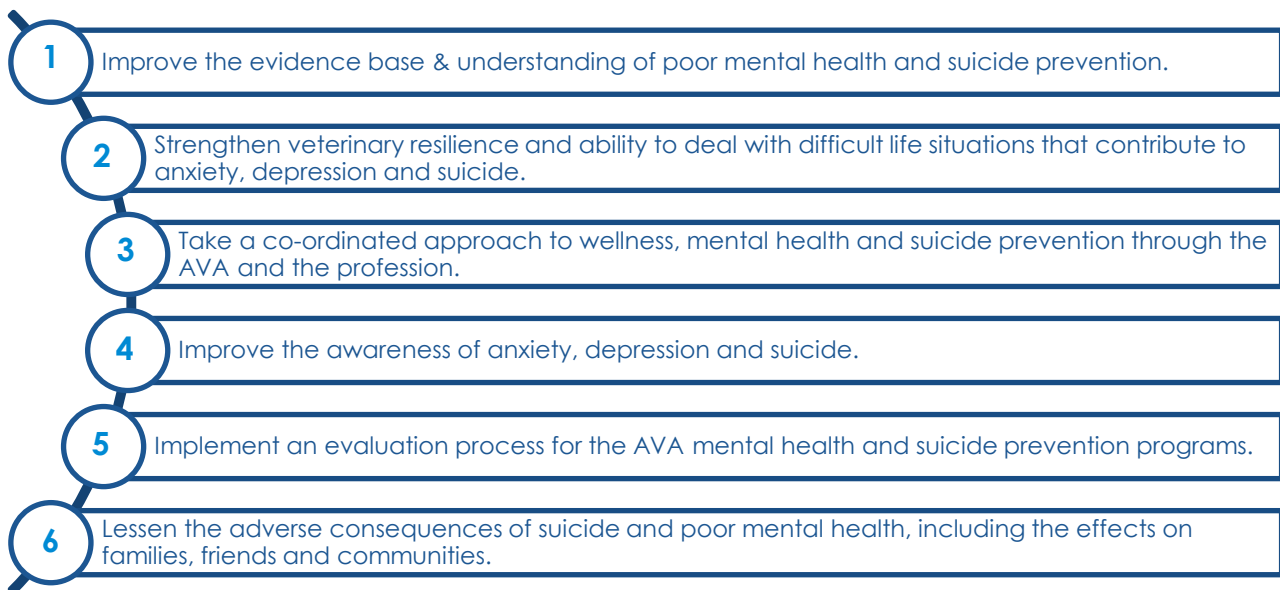 1
Improve the evidence base & understanding of poor mental health and suicide prevention.
2
Strengthen veterinary resilience and ability to deal with difficult life situations that contribute to
anxiety, depression and suicide.
3
Take a co-ordinated approach to wellness, mental health and suicide prevention through the
AVA and the profession.
4
Improve the awareness of anxiety, depression and suicide.
5
Implement an evaluation process for the AVA mental health and suicide prevention programs.
6
Lessen the adverse consequences of suicide and poor mental health, including the effects on
families, friends and communities.